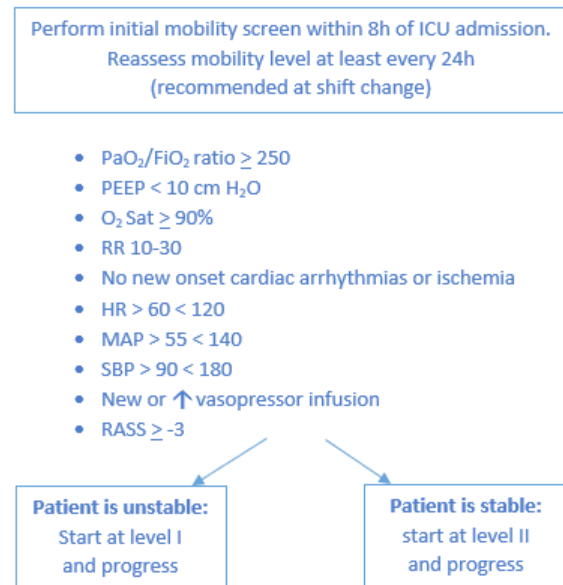 Perform initial mobility screen within 8h of ICU admission.
Reassess mobility level at least every 24h
(recommended at shift change)
• PaO₂/FiO₂ ratio ≥ 250
• PEEP < 10 cm H₂O
• O₂ Sat ≥ 90%
• RR 10-30
• No new onset cardiac arrhythmias or ischemia
• HR > 60 < 120
• MAP > 55 < 140
• SBP > 90 < 180
• New or ↑ vasopressor infusion
• RASS ≥ -3
Patient is unstable:
Start at level I
and progress
Patient is stable:
start at level II
and progress